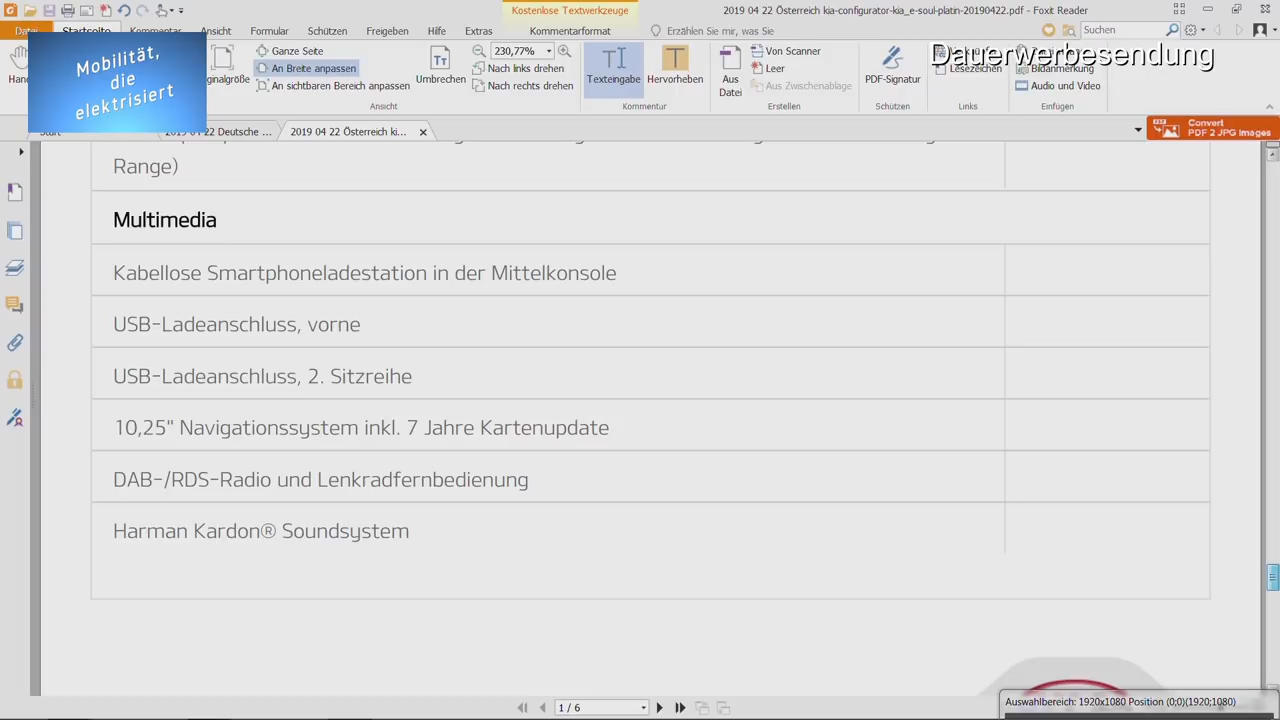 Kostenlose Textwerkzeuge
2019 04 22 Österreich kia-configurator-kia_e-soul-platin-20190422.pdf - Foxit Reader
Datei Startseite Kommentar Ansicht Formular Schützen Freigeben Hilfe Extras Kommentarformat Erzählen Sie mir, was Sie Suchen
Dauerwerbesendung
Mobilität,
die
elektrisiert
Hand
Originalgröße
Ganze Seite
An Breite anpassen
An sichtbaren Bereich anpassen
Ansicht
Umbrechen
230,77%
Nach links drehen
Nach rechts drehen
Texteingabe
Hervorheben
Kommentar
Aus
Datei
Von Scanner
Leer
Aus Zwischenablage
Erstellen
PDF-Signatur
Schützen
Lesezeichen
Links
Bildanmerkung
Audio und Video
Einfügen
Start
2019 04 22 Deutsche ...
2019 04 22 Österreich ki...
Convert
PDF 2 JPG Images
Range)
Multimedia
Kabellose Smartphoneladestation in der Mittelkonsole
USB-Ladeanschluss, vorne
USB-Ladeanschluss, 2. Sitzreihe
10,25" Navigationssystem inkl. 7 Jahre Kartenupdate
DAB-/RDS-Radio und Lenkradfernbedienung
Harman Kardon® Soundsystem
1 / 6
Auswahlbereich: 1920x1080 Position (0;0)(1920;1080)